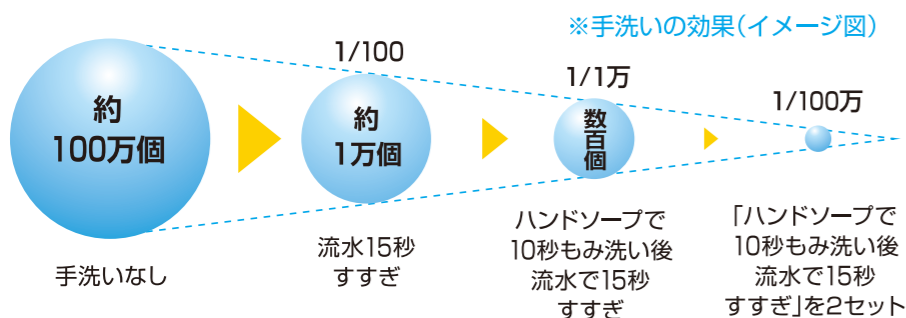 ※手洗いの効果（イメージ図）
約
100万個
手洗いなし
1/100
約
1万個
流水15秒
すすぎ
1/1万
数百個
ハンドソープで
10秒もみ洗い後
流水で15秒
すすぎ
1/100万
「ハンドソープで
10秒もみ洗い後
流水で15秒
すすぎ」を2セット